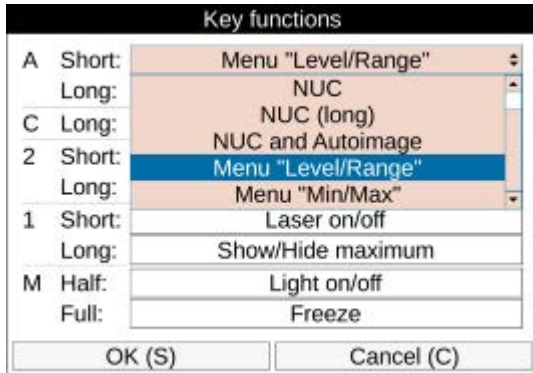 Key functions
A Short: Menu "Level/Range"
Long: NUC
NUC (long)
C Long:
NUC and Autoimage
2 Short: Menu "Level/Range"
Long: Menu "Min/Max"
1 Short: Laser on/off
Long: Show/Hide maximum
M Half: Light on/off
Full: Freeze
OK (S) Cancel (C)